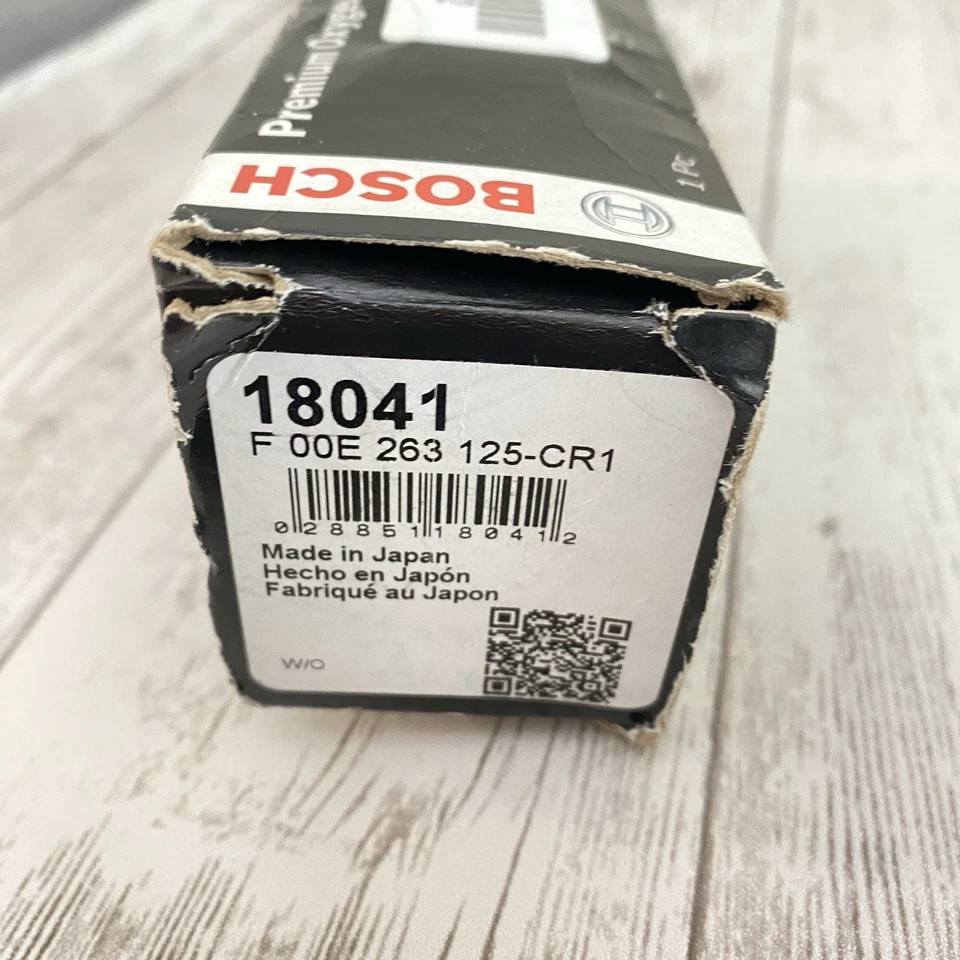 Premium Oxyge
BOSCH
1 Pc
18041
F 00E 263 125-CR1
0 28851 18041 2
Made in Japan
Hecho en Japón
Fabriqué au Japon
W/O